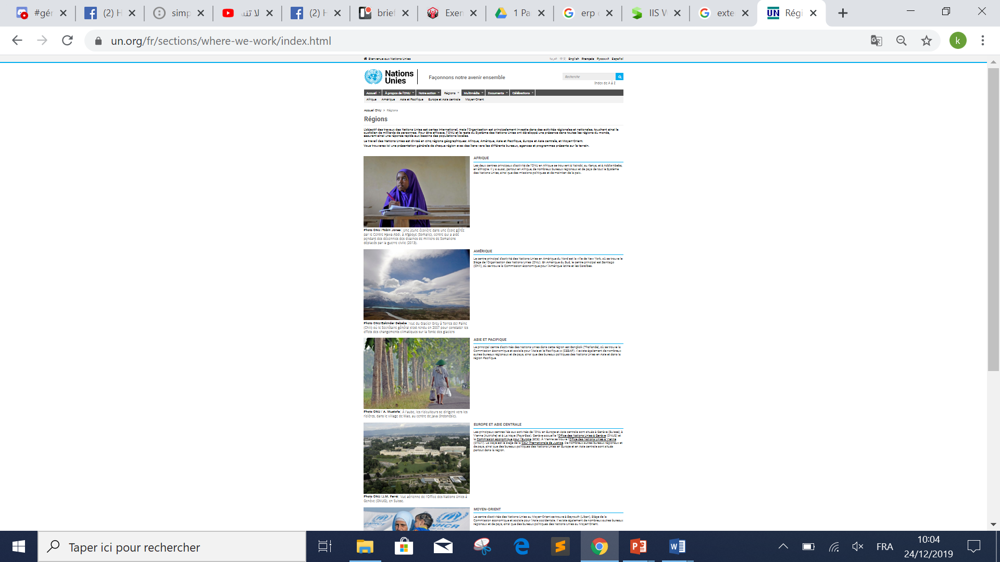 #gér
(2) H
simp
لا تنه
(2) H
brief
Exen
1 Pa
erp c
IIS W
exte
Régi
un.org/fr/sections/where-we-work/index.html
k
Bienvenue aux Nations Unies
العربية 中文 English Français Русский Español
Nations
Unies
Façonnons notre avenir ensemble
Recherche
Index de A à Z
Accueil À propos de l'ONU Notre action Régions Multimédia Documents Célébrations
Afrique Amérique Asie et Pacifique Europe et Asie centrale Moyen-Orient
Accueil ONU » Régions
Régions
L'objectif des travaux des Nations Unies est certes international, mais l'Organisation est principalement investie dans des activités régionales et nationales, touchant ainsi le
quotidien de milliards de personnes. Pour être efficace, l'ONU et le reste du Système des Nations Unies ont développé une présence dans toutes les régions du monde,
assurant ainsi une réponse rapide aux besoins des populations locales.
Le travail des Nations Unies est divisé en cinq régions géographiques: Afrique, Amérique, Asie et Pacifique, Europe et Asie centrale, et Moyen-Orient.
Vous trouverez ici une présentation générale de chaque région avec des liens vers les différents bureaux, agences et programmes présents sur le terrain.
AFRIQUE
Les deux centres principaux d'activité de l'ONU en Afrique se trouvent à Nairobi, au Kenya, et à Addis-Abeba,
en Éthiopie. Il y a aussi, partout en Afrique, de nombreux bureaux régionaux et de pays de tout le Système
des Nations Unies, ainsi que des missions politiques et de maintien de la paix.
Photo ONU /Tobin Jones | Une jeune écolière dans une école gérée
par le Centre Hawa Abdi, à Afgooye (Somalie), centre qui a aidé
pendant des décennies des dizaines de milliers de Somaliens
déplacés par la guerre civile (2013).
AMÉRIQUE
Le centre principal d'activité des Nations Unies en Amérique du Nord est la ville de New York, où se trouve le
Siège de l'Organisation des Nations Unies (ONU). En Amérique du Sud, le centre principal est Santiago
(Chili), où se trouve la Commission économique pour l'Amérique latine et les Caraïbes.
Photo ONU/Eskinder Debebe | Vue du Glacier Grey à Torres del Paine
(Chili) où le Secrétaire général s'est rendu en 2007 pour constater les
effets des changements climatiques sur la fonte des glaciers
ASIE ET PACIFIQUE
Le principal centre d'activités des Nations Unies dans cette région est Bangkok (Thaïlande), où se trouve la
Commission économique et sociale pour l'Asie et le Pacifique (CESAP). Il existe également de nombreux
autres bureaux régionaux et de pays, ainsi que des bureaux politiques des Nations Unies en Asie et dans la
région Pacifique.
Photo ONU / A. Mustofa | À l'aube, les riziculteurs se dirigent vers les
rizières, dans le village de Mao, au centre de Java (Indonésie).
EUROPE ET ASIE CENTRALE
Les principaux centres liés aux activités de l'ONU en Europe et Asie centrale sont situés à Genève (Suisse), à
Vienne (Autriche) et à La Haye (Pays-Bas). Genève accueille l'Office des Nations Unies à Genève (ONUG) et
la Commission économique pour l'Europe (ECE). À Vienne se trouve l'Office des Nations Unies à Vienne
(ONUV). La Haye est le siège de la Cour internationale de Justice. De nombreux autres bureaux régionaux et
de pays, ainsi que des bureaux politiques des Nations Unies en Europe et en Asie centrale sont situés
partout dans la région.
Photo ONU /J.M. Ferré | Vue aérienne de l'Office des Nations Unies à
Genève (ONUG), en Suisse.
MOYEN-ORIENT
Le centre d'activités des Nations Unies au Moyen-Orient se trouve à Beyrouth (Liban), Siège de la
Commission économique et sociale pour l'Asie occidentale. Il existe également de nombreux autres bureaux
régionaux et de pays, ainsi que des bureaux politiques des Nations Unies au Moyen-Orient.
UNHCR
Taper ici pour rechercher
FRA
10:04
24/12/2019